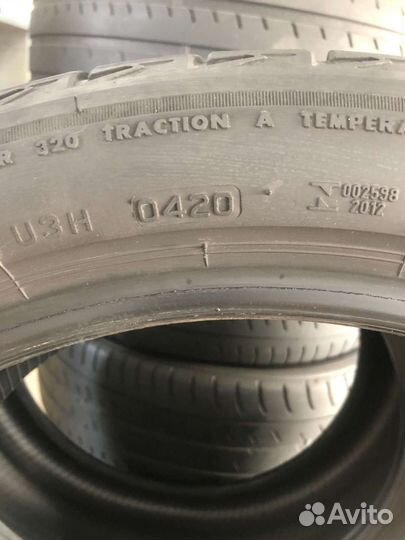 R 320 TRACTION A TEMPERA
U3H 0420 002598
2012
Avito